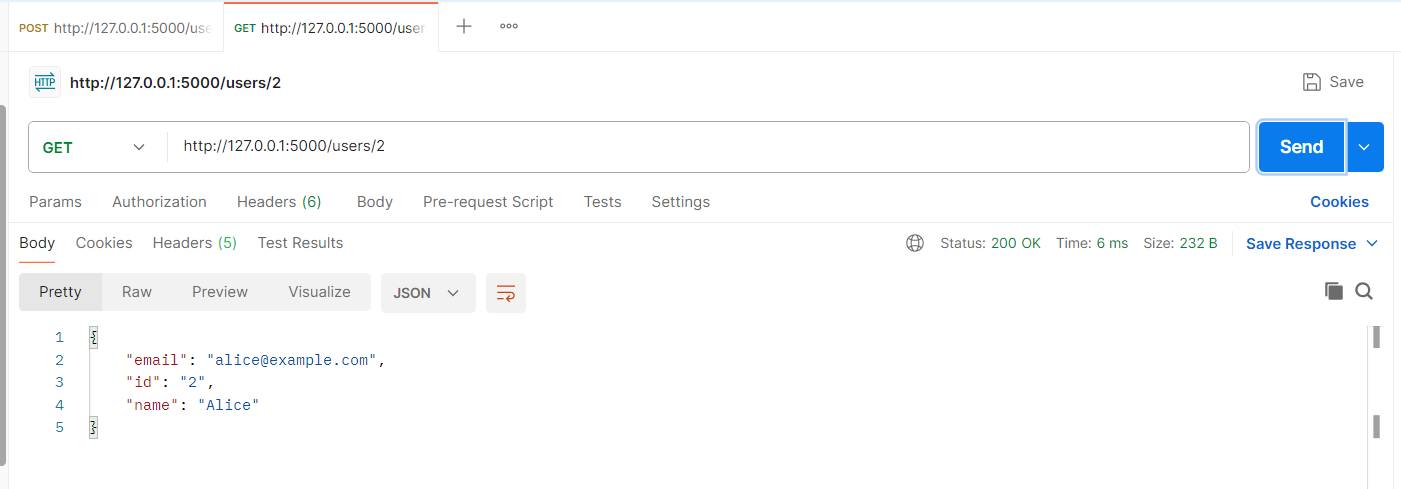 POST http://127.0.0.1:5000/use
GET http://127.0.0.1:5000/user
HTTP http://127.0.0.1:5000/users/2
Save
GET http://127.0.0.1:5000/users/2
Send
Params Authorization Headers (6) Body Pre-request Script Tests Settings Cookies
Body Cookies Headers (5) Test Results Status: 200 OK Time: 6 ms Size: 232 B Save Response
Pretty Raw Preview Visualize JSON
1 {
2 "email": "alice@example.com",
3 "id": "2",
4 "name": "Alice"
5 }